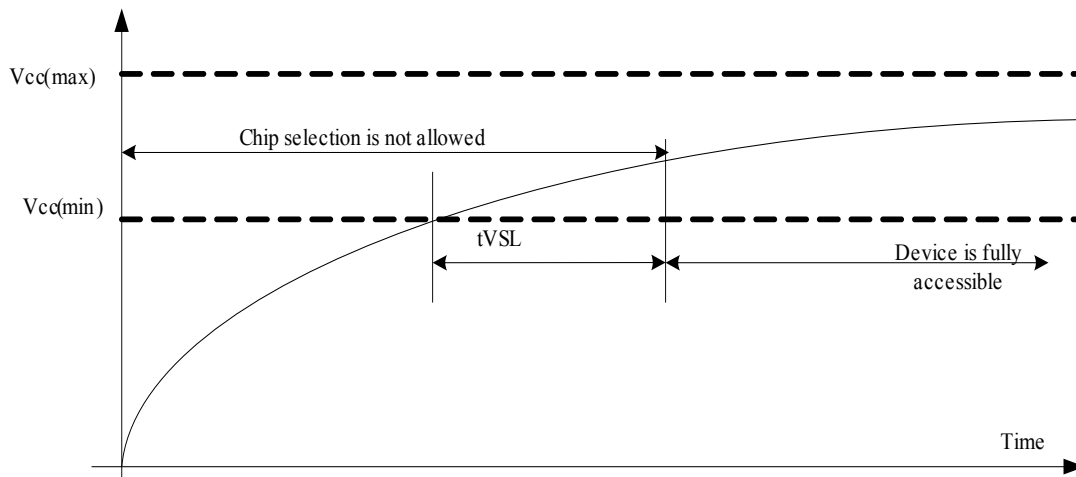 Vcc(max)
Chip selection is not allowed
Vcc(min)
tVSL
Device is fully
accessible
Time